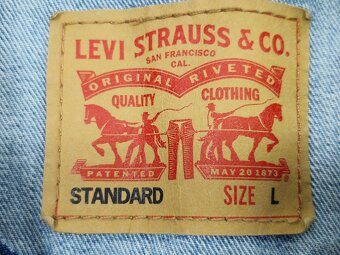 LEVI STRAUSS & CO.
SAN FRANCISCO
CAL.
ORIGINAL RIVETED
QUALITY CLOTHING
PATENTED MAY 20 1873
STANDARD SIZE L